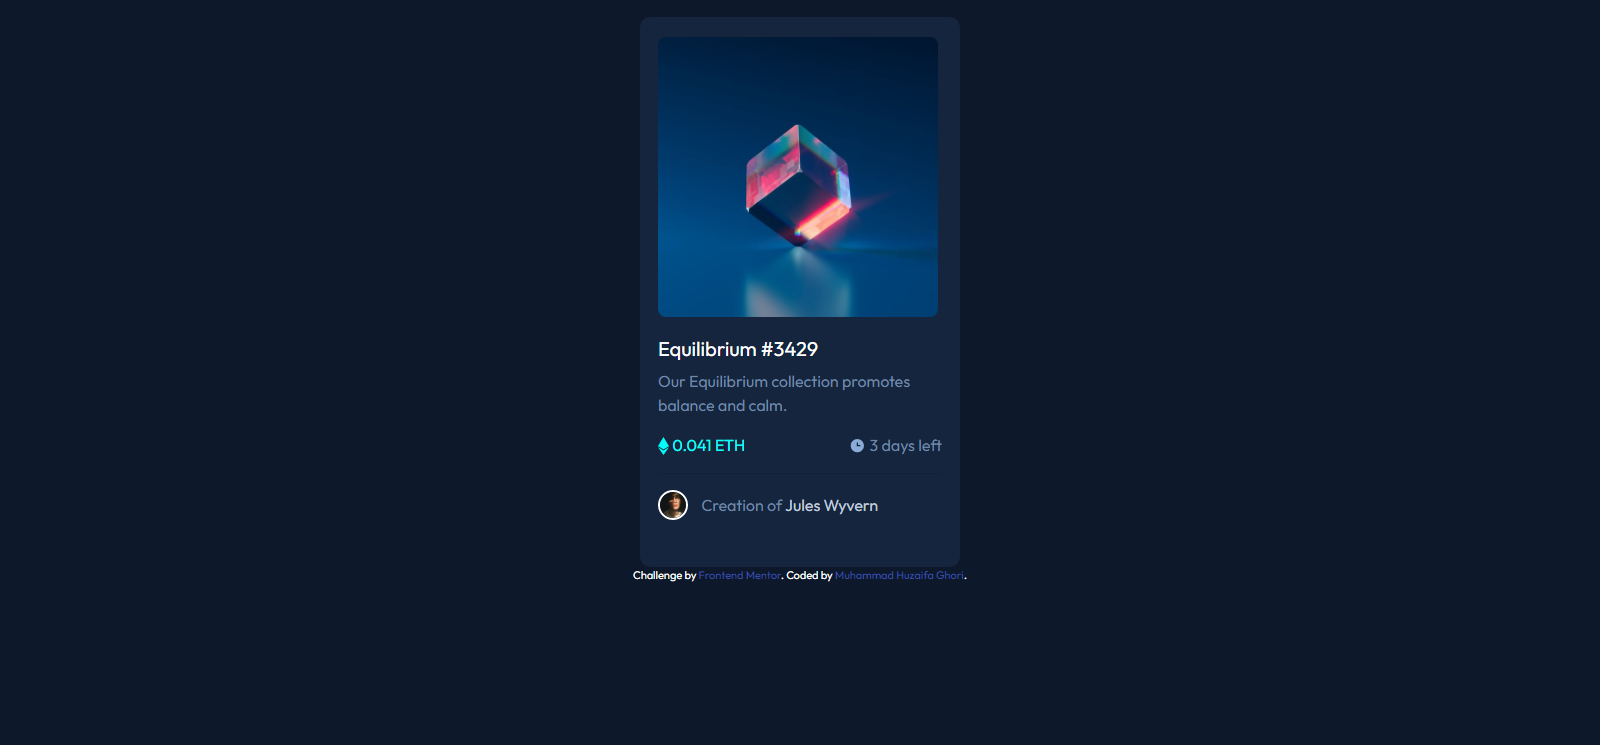 Equilibrium #3429
Our Equilibrium collection promotes
balance and calm.
0.041 ETH
3 days left
Creation of Jules Wyvern
Challenge by Frontend Mentor. Coded by Muhammad Huzaifa Ghori.